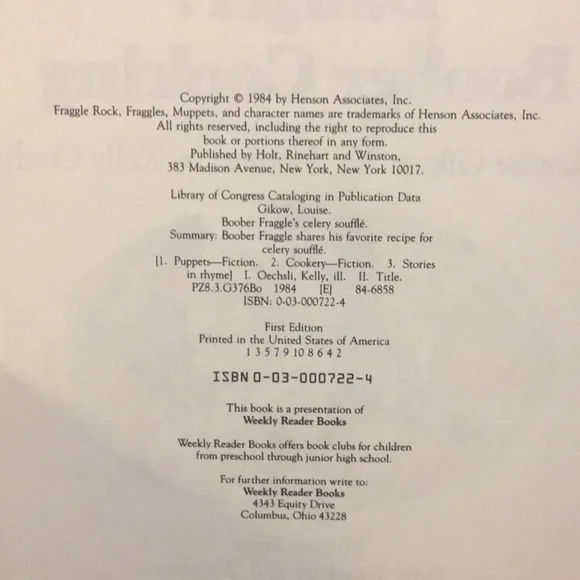 Copyright © 1984 by Henson Associates, Inc.
Fraggle Rock, Fraggles, Muppets, and character names are trademarks of Henson Associates, Inc.
All rights reserved, including the right to reproduce this
book or portions thereof in any form.
Published by Holt, Rinehart and Winston,
383 Madison Avenue, New York, New York 10017.
Library of Congress Cataloging in Publication Data
Gikow, Louise.
Boober Fraggle's celery soufflé.
Summary: Boober Fraggle shares his favorite recipe for
celery soufflé.
[1. Puppets—Fiction. 2. Cookery—Fiction. 3. Stories
in rhyme] I. Oechsli, Kelly, ill. II. Title.
PZ8.3.G376Bo 1984 [E] 84-6858
ISBN: 0-03-000722-4
First Edition
Printed in the United States of America
1 3 5 7 9 10 8 6 4 2
ISBN 0-03-000722-4
This book is a presentation of
Weekly Reader Books
Weekly Reader Books offers book clubs for children
from preschool through junior high school.
For further information write to:
Weekly Reader Books
4343 Equity Drive
Columbus, Ohio 43228